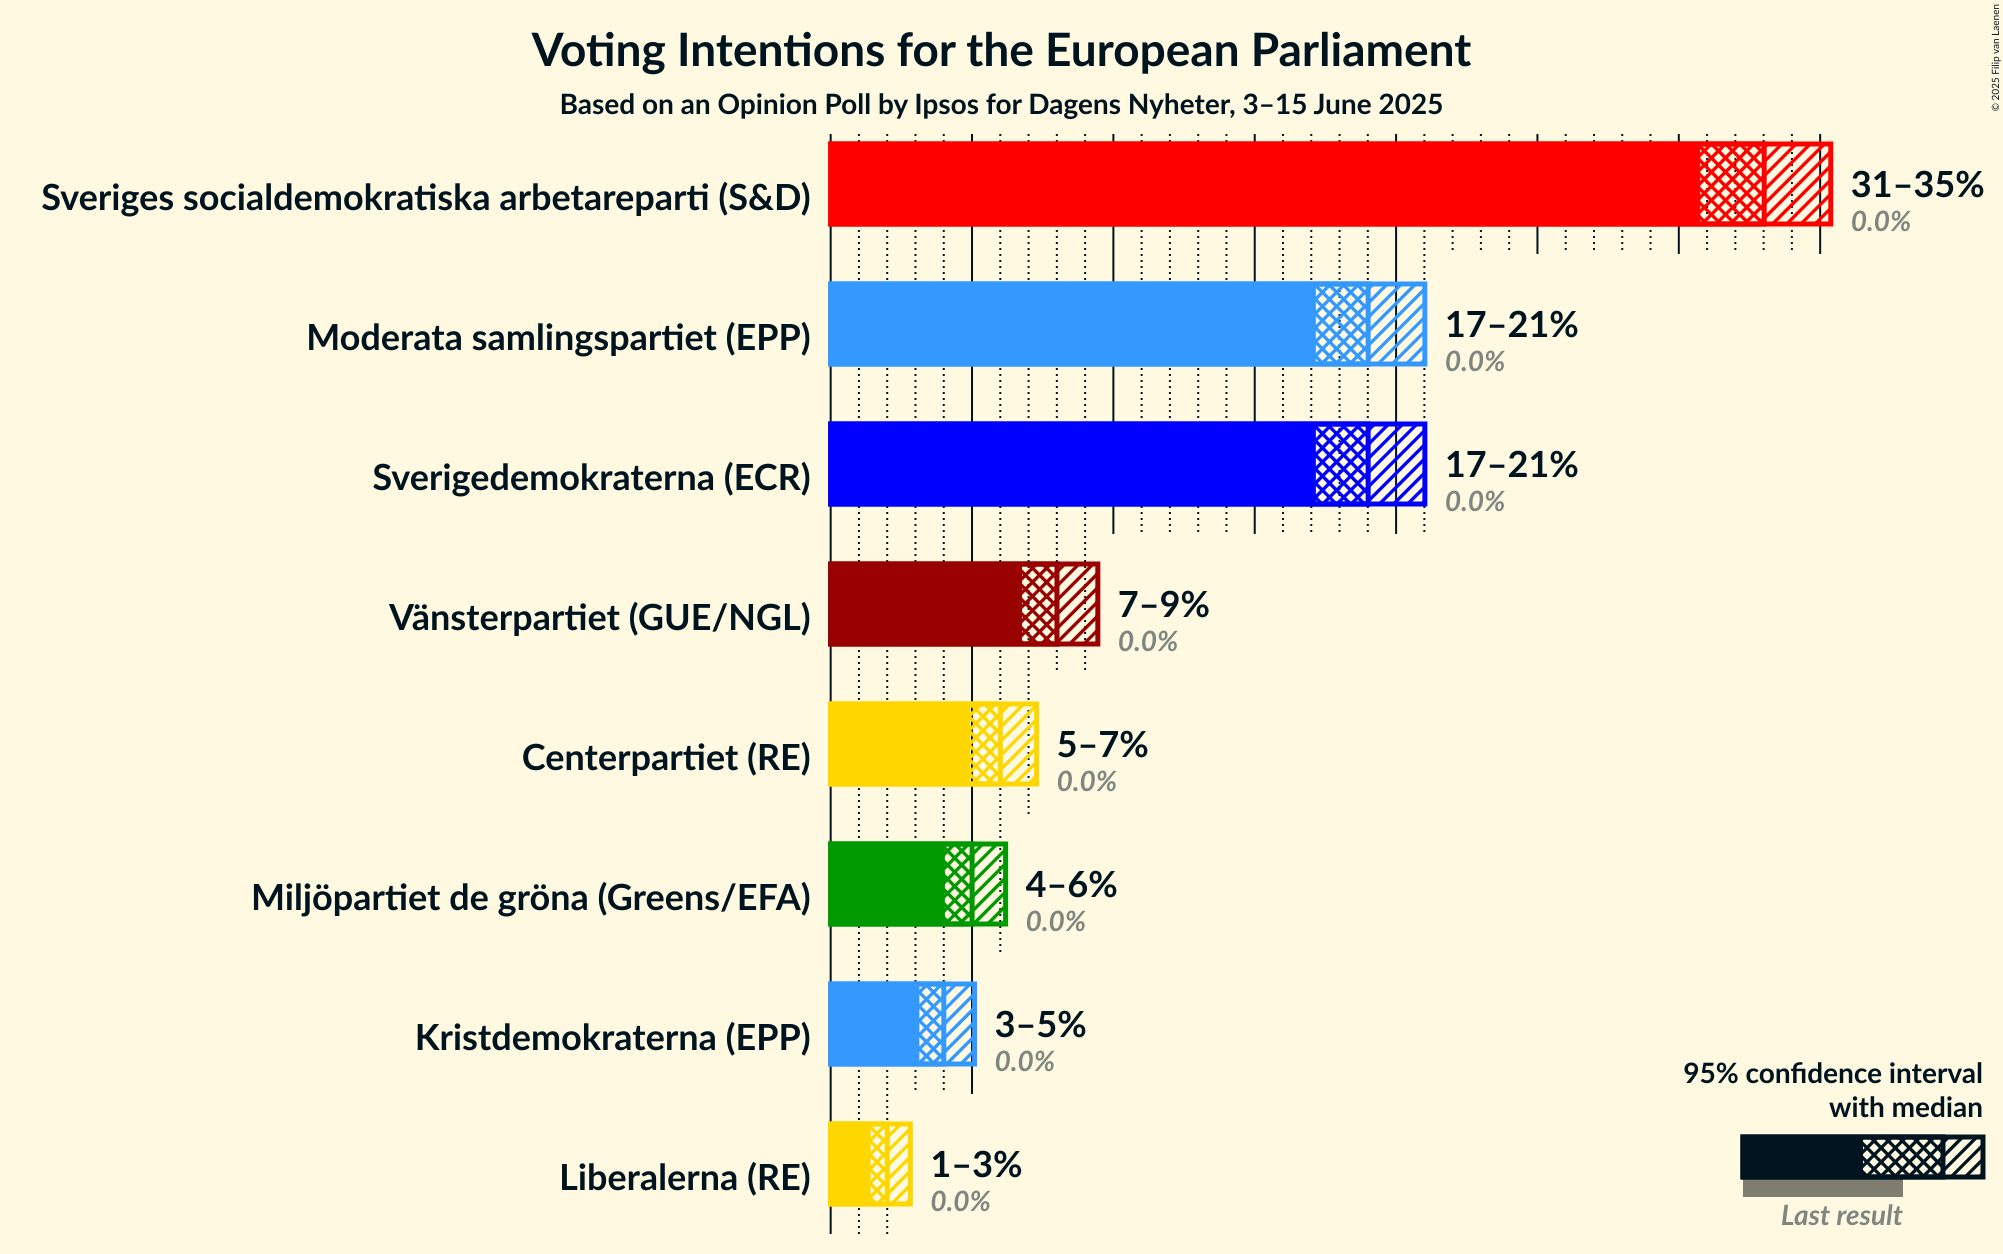 Voting Intentions for the European Parliament
Based on an Opinion Poll by Ipsos for Dagens Nyheter, 3–15 June 2025
© 2025 Filip van Laenen
Sveriges socialdemokratiska arbetareparti (S&D)
31–35%
0.0%
Moderata samlingspartiet (EPP)
17–21%
0.0%
Sverigedemokraterna (ECR)
17–21%
0.0%
Vänsterpartiet (GUE/NGL)
7–9%
0.0%
Centerpartiet (RE)
5–7%
0.0%
Miljöpartiet de gröna (Greens/EFA)
4–6%
0.0%
Kristdemokraterna (EPP)
3–5%
0.0%
Liberalerna (RE)
1–3%
0.0%
95% confidence interval
with median
Last result